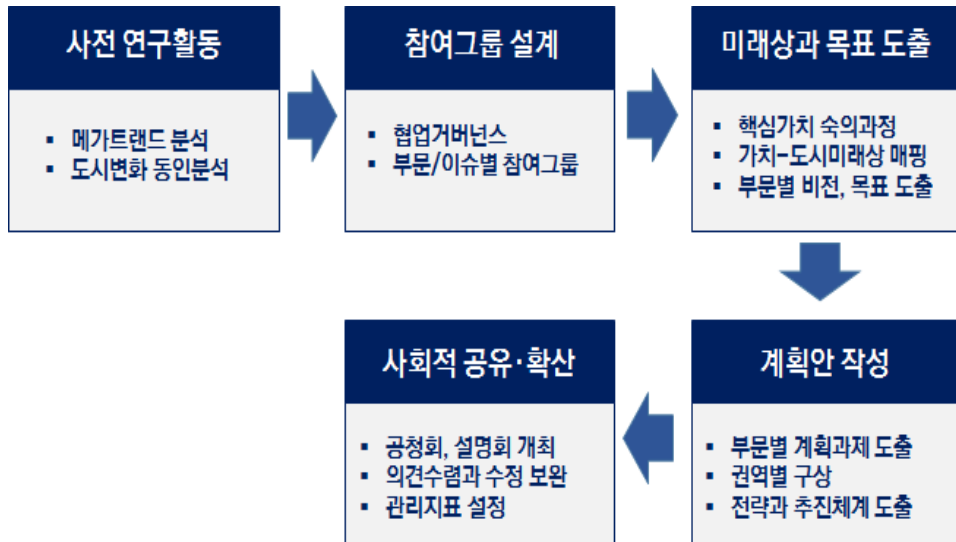 사전 연구활동
▪ 메가트랜드 분석
▪ 도시변화 동인분석
참여그룹 설계
▪ 협업거버넌스
▪ 부문/이슈별 참여그룹
미래상과 목표 도출
▪ 핵심가치 숙의과정
▪ 가치-도시미래상 매핑
▪ 부문별 비전, 목표 도출
계획안 작성
▪ 부문별 계획과제 도출
▪ 권역별 구상
▪ 전략과 추진체계 도출
사회적 공유·확산
▪ 공청회, 설명회 개최
▪ 의견수렴과 수정 보완
▪ 관리지표 설정